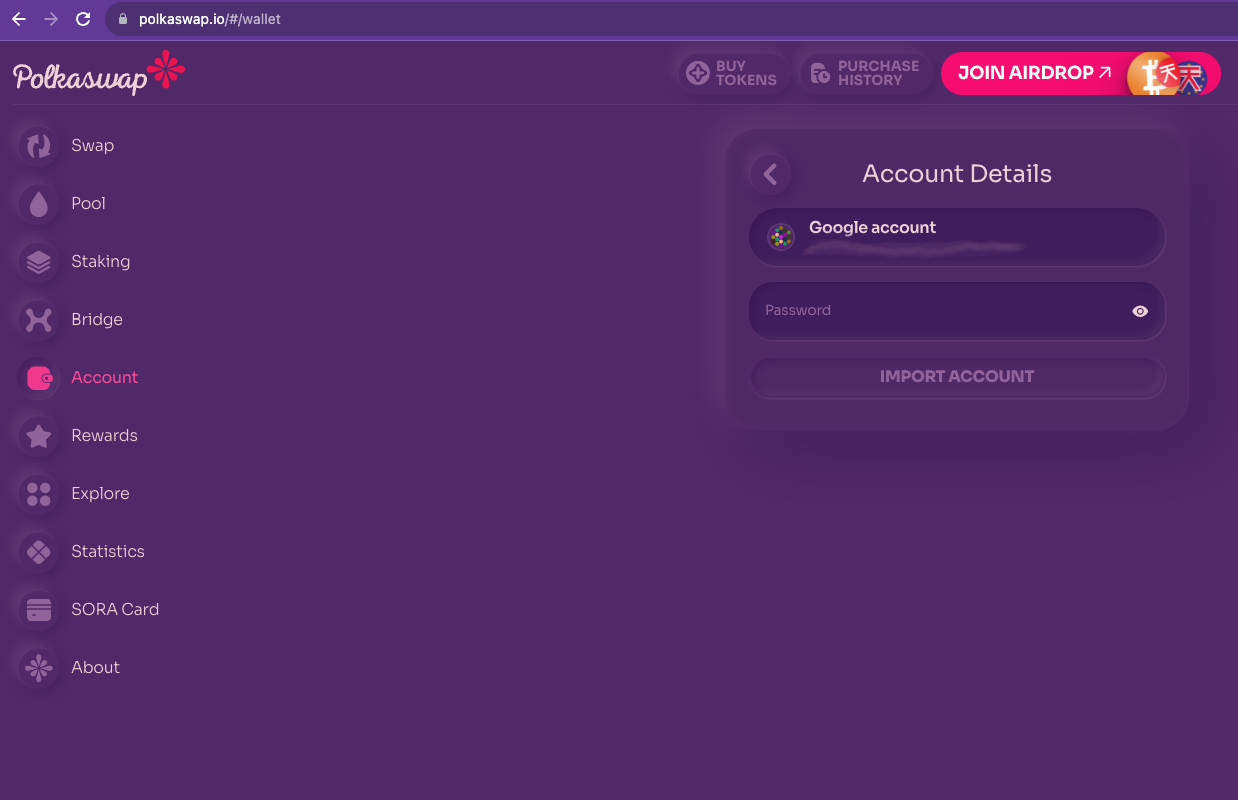 polkaswap.io/#/wallet
Polkaswap
BUY
TOKENS
PURCHASE
HISTORY
JOIN AIRDROP
天
Swap
Pool
Staking
Bridge
Account
Rewards
Explore
Statistics
SORA Card
About
Account Details
Google account
Password
IMPORT ACCOUNT